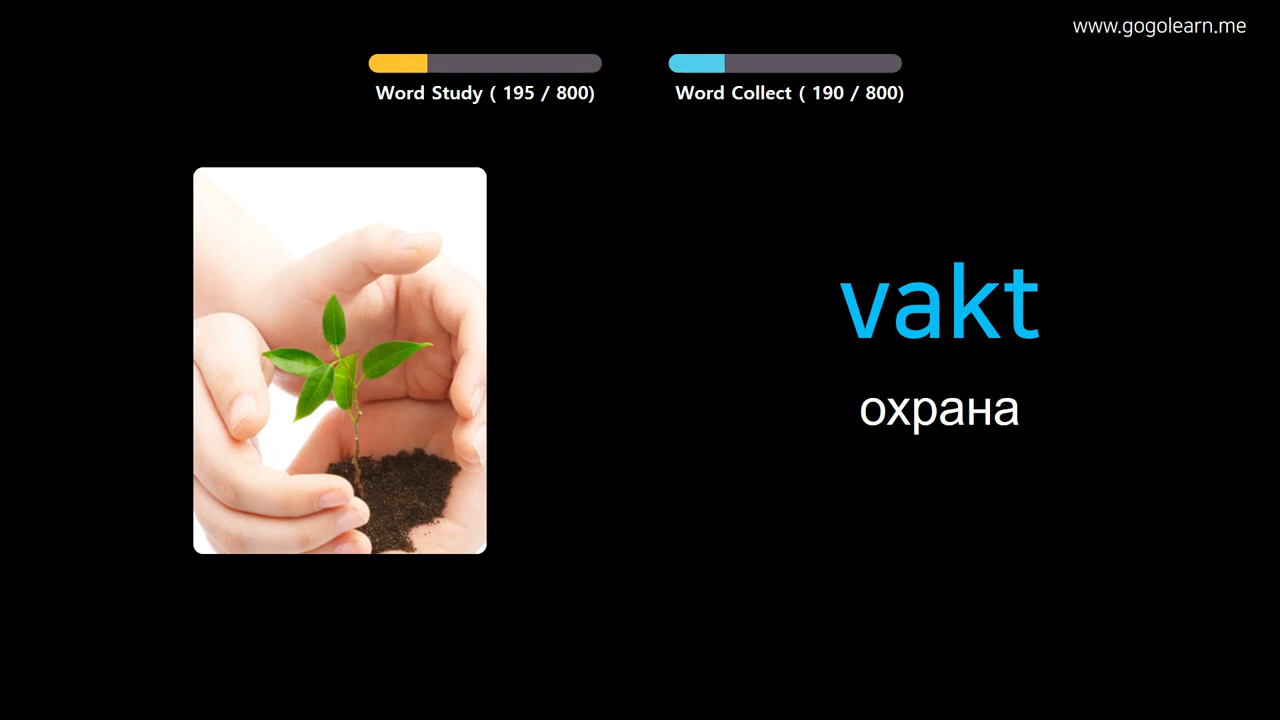 www.gogolearn.me
Word Study ( 195 / 800)
Word Collect ( 190 / 800)
vakt
охрана